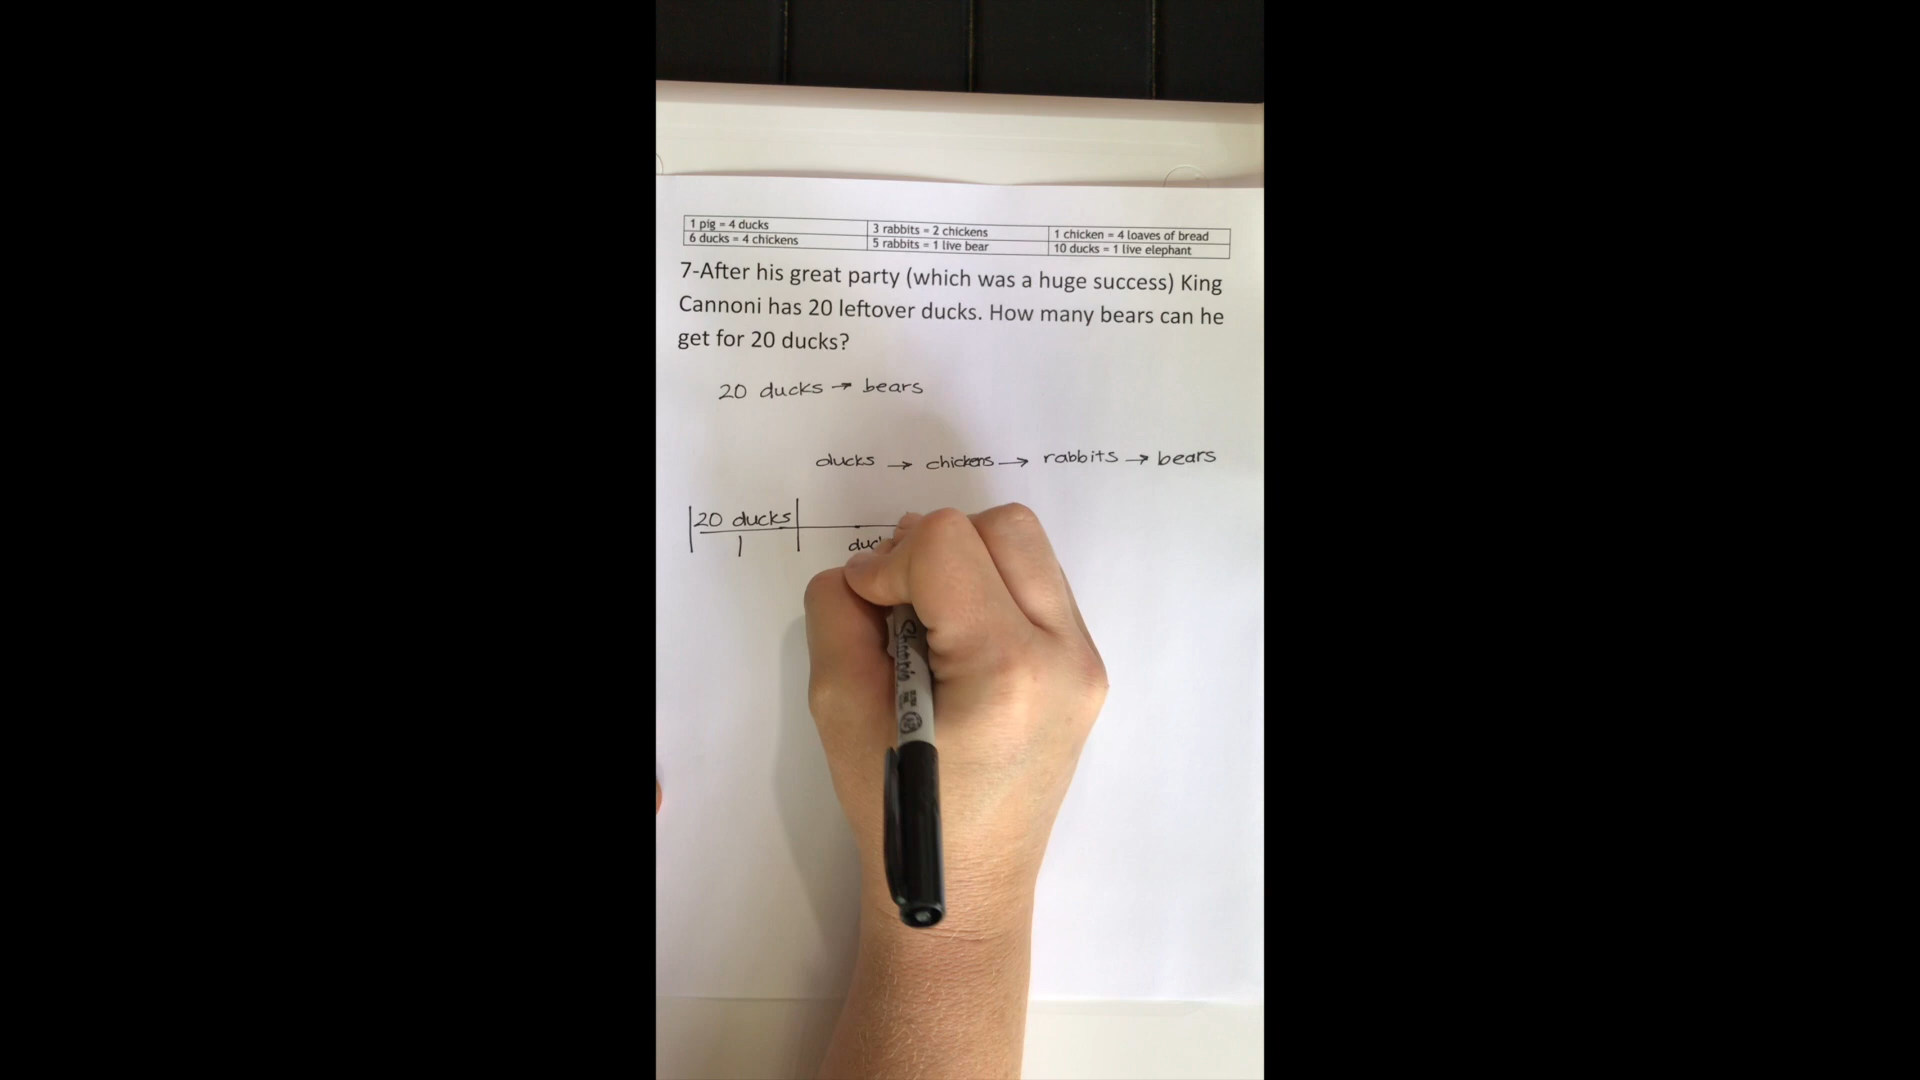 1 pig = 4 ducks 3 rabbits = 2 chickens 1 chicken = 4 loaves of bread
6 ducks = 4 chickens 5 rabbits = 1 live bear 10 ducks = 1 live elephant
7-After his great party (which was a huge success) King
Cannoni has 20 leftover ducks. How many bears can he
get for 20 ducks?
20 ducks → bears
ducks → chickens → rabbits → bears
20 ducks
1 duc
Sharpie